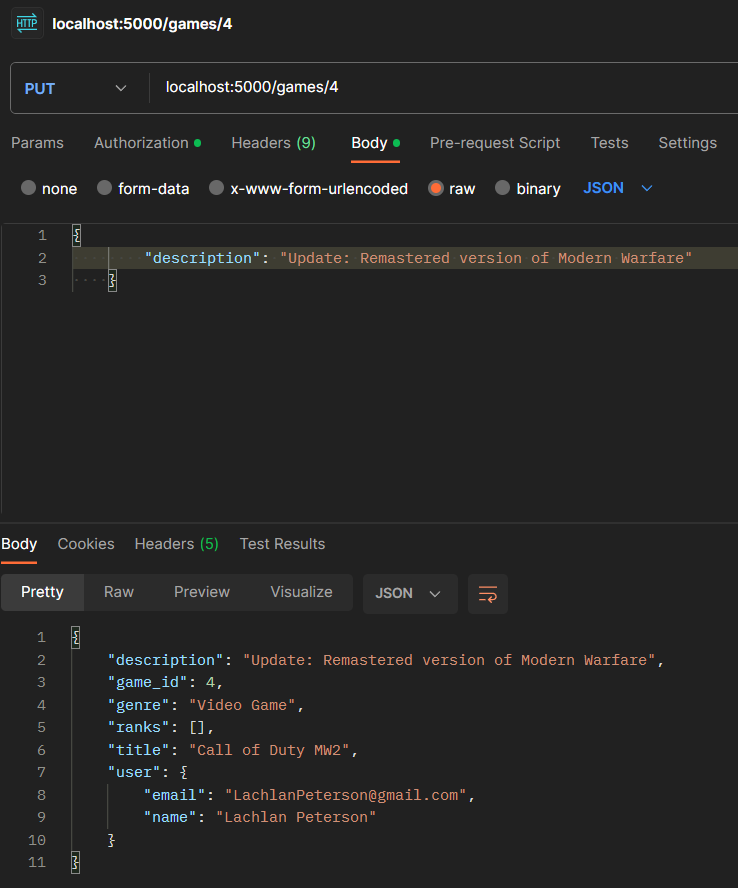 HTTP localhost:5000/games/4
PUT localhost:5000/games/4
Params Authorization Headers (9) Body Pre-request Script Tests Settings
none form-data x-www-form-urlencoded raw binary JSON
1 {
2 "description": "Update: Remastered version of Modern Warfare"
3 }
Body Cookies Headers (5) Test Results
Pretty Raw Preview Visualize JSON
1 {
2 "description": "Update: Remastered version of Modern Warfare",
3 "game_id": 4,
4 "genre": "Video Game",
5 "ranks": [],
6 "title": "Call of Duty MW2",
7 "user": {
8 "email": "LachlanPeterson@gmail.com",
9 "name": "Lachlan Peterson"
10 }
11 }